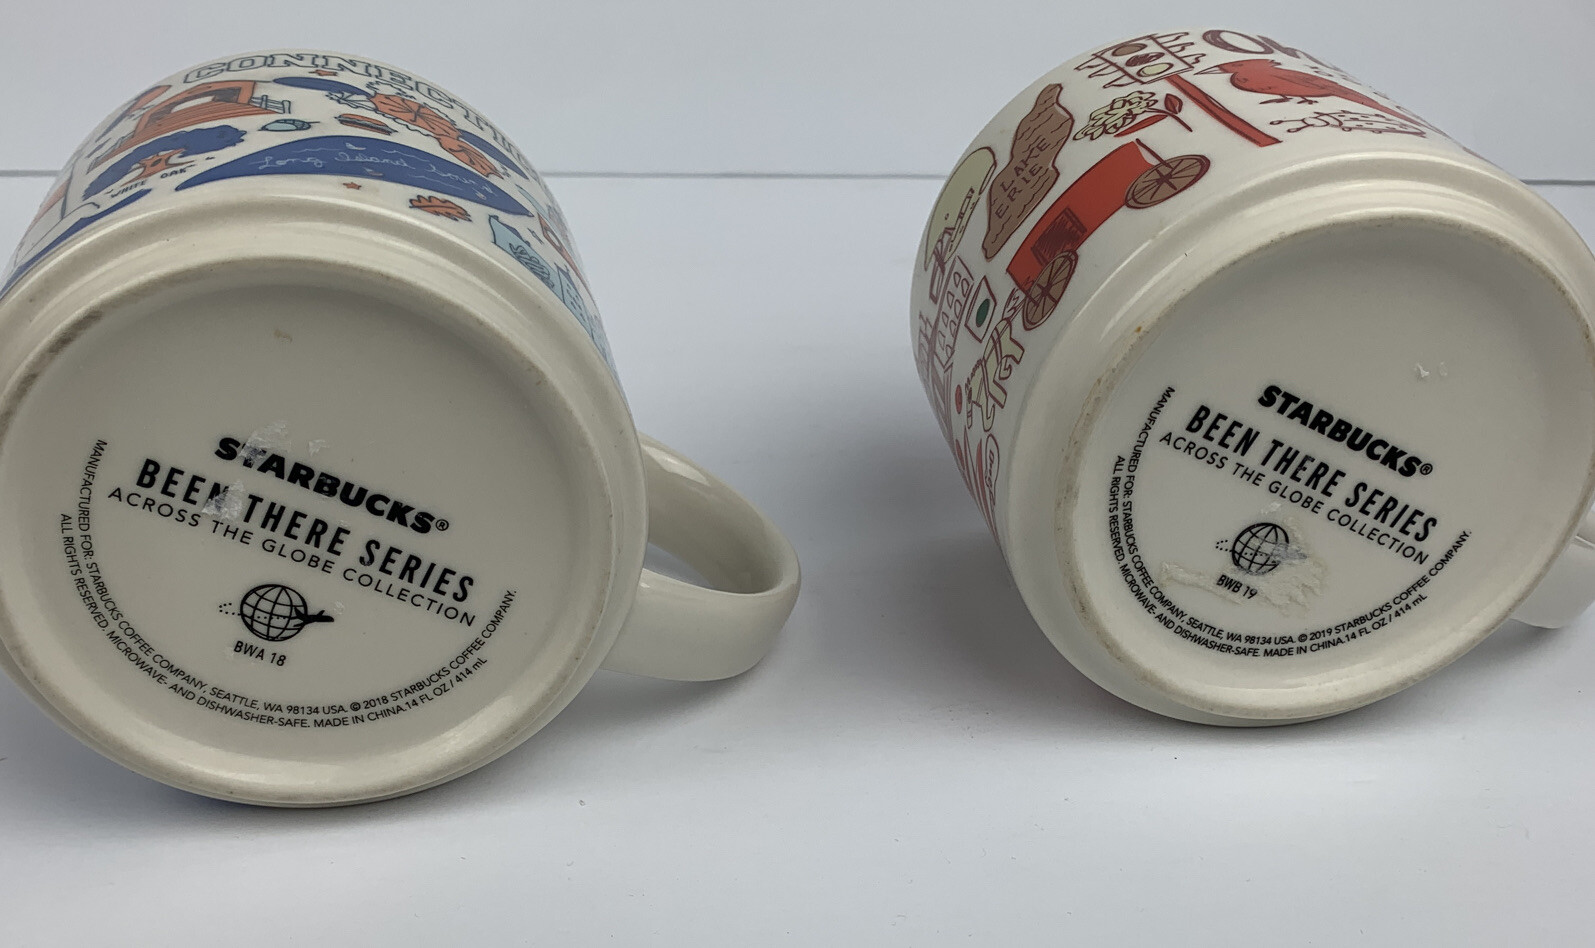 CONNECTICUT
WHITE OAK
Long Island Sound
STARBUCKS®
BEEN THERE SERIES
ACROSS THE GLOBE COLLECTION
BWA 18
MANUFACTURED FOR: STARBUCKS COFFEE COMPANY, SEATTLE, WA 98134 USA. © 2018 STARBUCKS COFFEE COMPANY.
ALL RIGHTS RESERVED. MICROWAVE- AND DISHWASHER-SAFE. MADE IN CHINA.14 FL OZ / 414 mL
LAKE
ERIE
STARBUCKS®
BEEN THERE SERIES
ACROSS THE GLOBE COLLECTION
BWB 19
MANUFACTURED FOR: STARBUCKS COFFEE COMPANY, SEATTLE, WA 98134 USA. © 2019 STARBUCKS COFFEE COMPANY.
ALL RIGHTS RESERVED. MICROWAVE- AND DISHWASHER-SAFE. MADE IN CHINA.14 FL OZ / 414 mL